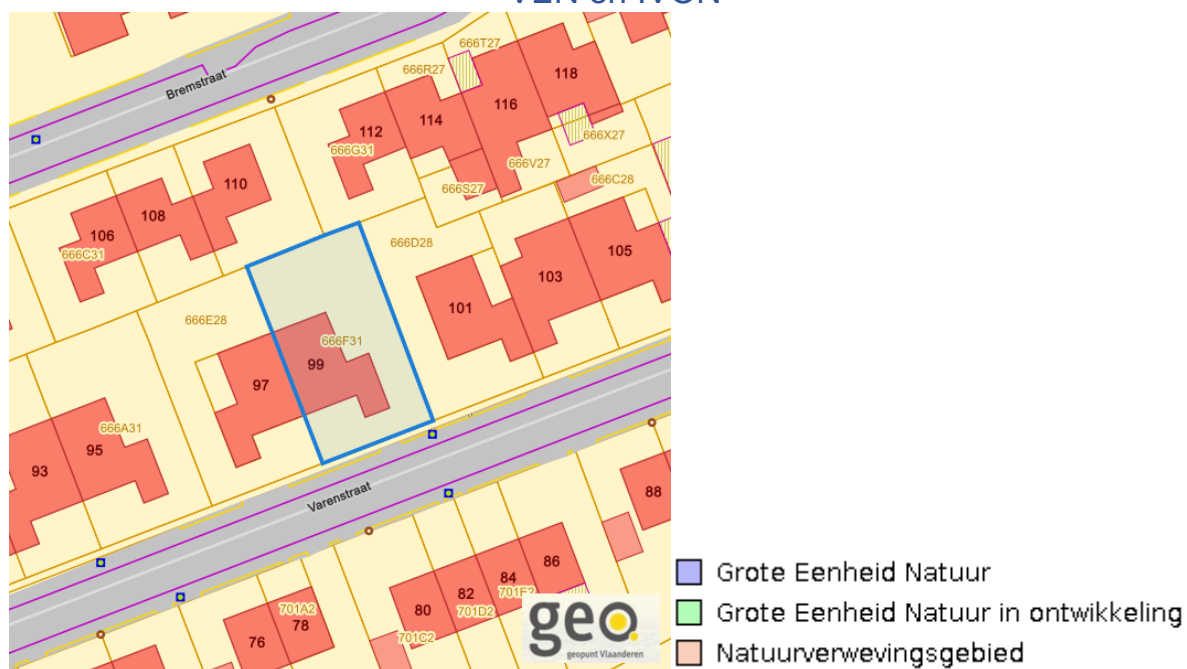 VEN en IVON
666T27
118
Bremstraat
666R27
116
114
112
666X27
666G31
666V27
110
666S27
666C28
108
106
666D28
666C31
105
103
101
666E28
666F31
99
97
666A31
95
93
Varenstraat
88
86
84
82
80
701E2
701D2
701A2
78
76
701C2
geo
geopunt Vlaanderen
Grote Eenheid Natuur
Grote Eenheid Natuur in ontwikkeling
Natuurverwevingsgebied